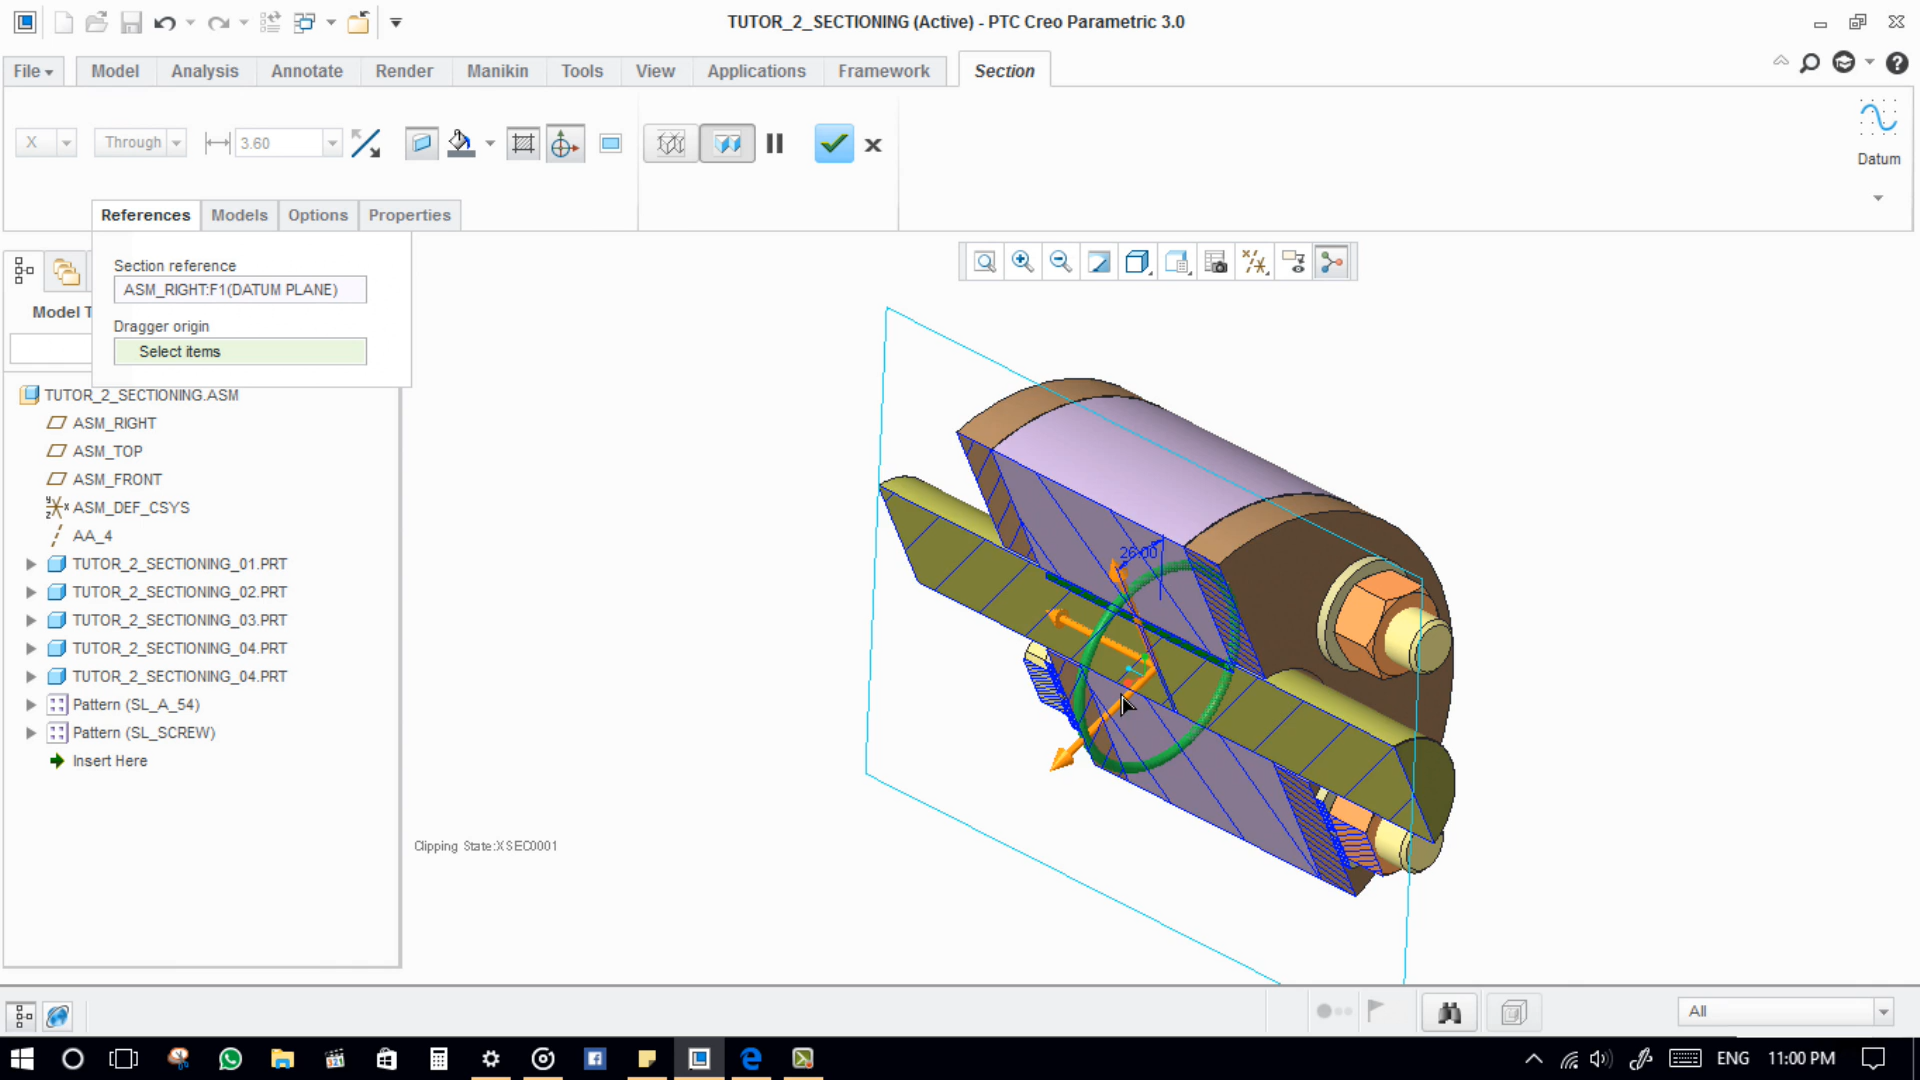 TUTOR_2_SECTIONING (Active) - PTC Creo Parametric 3.0
File
Model
Analysis
Annotate
Render
Manikin
Tools
View
Applications
Framework
Section
X
Through
3.60
Datum
References
Models
Options
Properties
Section reference
ASM_RIGHT:F1(DATUM PLANE)
Dragger origin
Select items
Model T
TUTOR_2_SECTIONING.ASM
ASM_RIGHT
ASM_TOP
ASM_FRONT
ASM_DEF_CSYS
AA_4
TUTOR_2_SECTIONING_01.PRT
TUTOR_2_SECTIONING_02.PRT
TUTOR_2_SECTIONING_03.PRT
TUTOR_2_SECTIONING_04.PRT
TUTOR_2_SECTIONING_04.PRT
Pattern (SL_A_54)
Pattern (SL_SCREW)
Insert Here
26.00
Clipping State:XSEC0001
All
ENG
11:00 PM